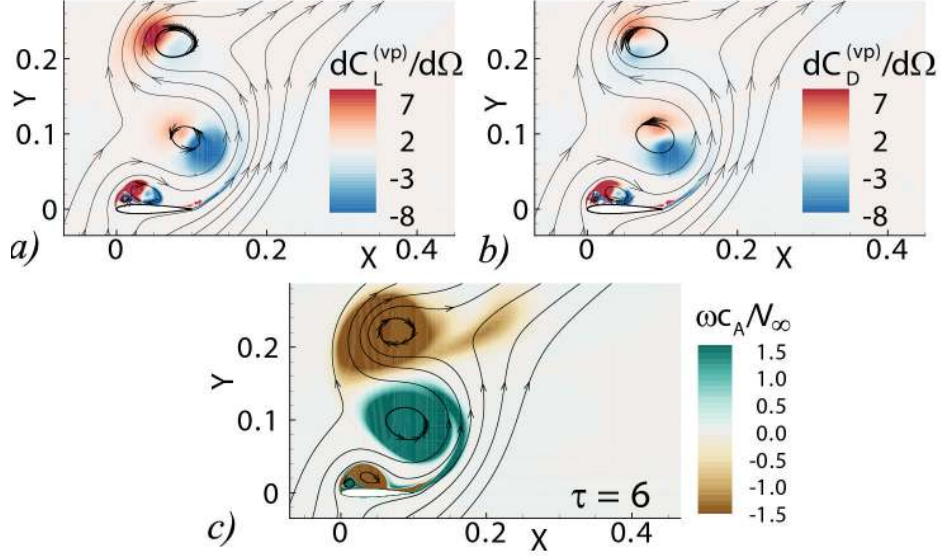 dC_L^(vp)/dΩ
7
2
-3
-8
Y
0.2
0.1
0
0
0.2
0.4
X
a)
dC_D^(vp)/dΩ
7
2
-3
-8
Y
0.2
0.1
0
0
0.2
0.4
X
b)
ωc_A/N_∞
1.5
1.0
0.5
0.0
-0.5
-1.0
-1.5
Y
0.2
0.1
0
τ = 6
0
0.2
0.4
X
c)